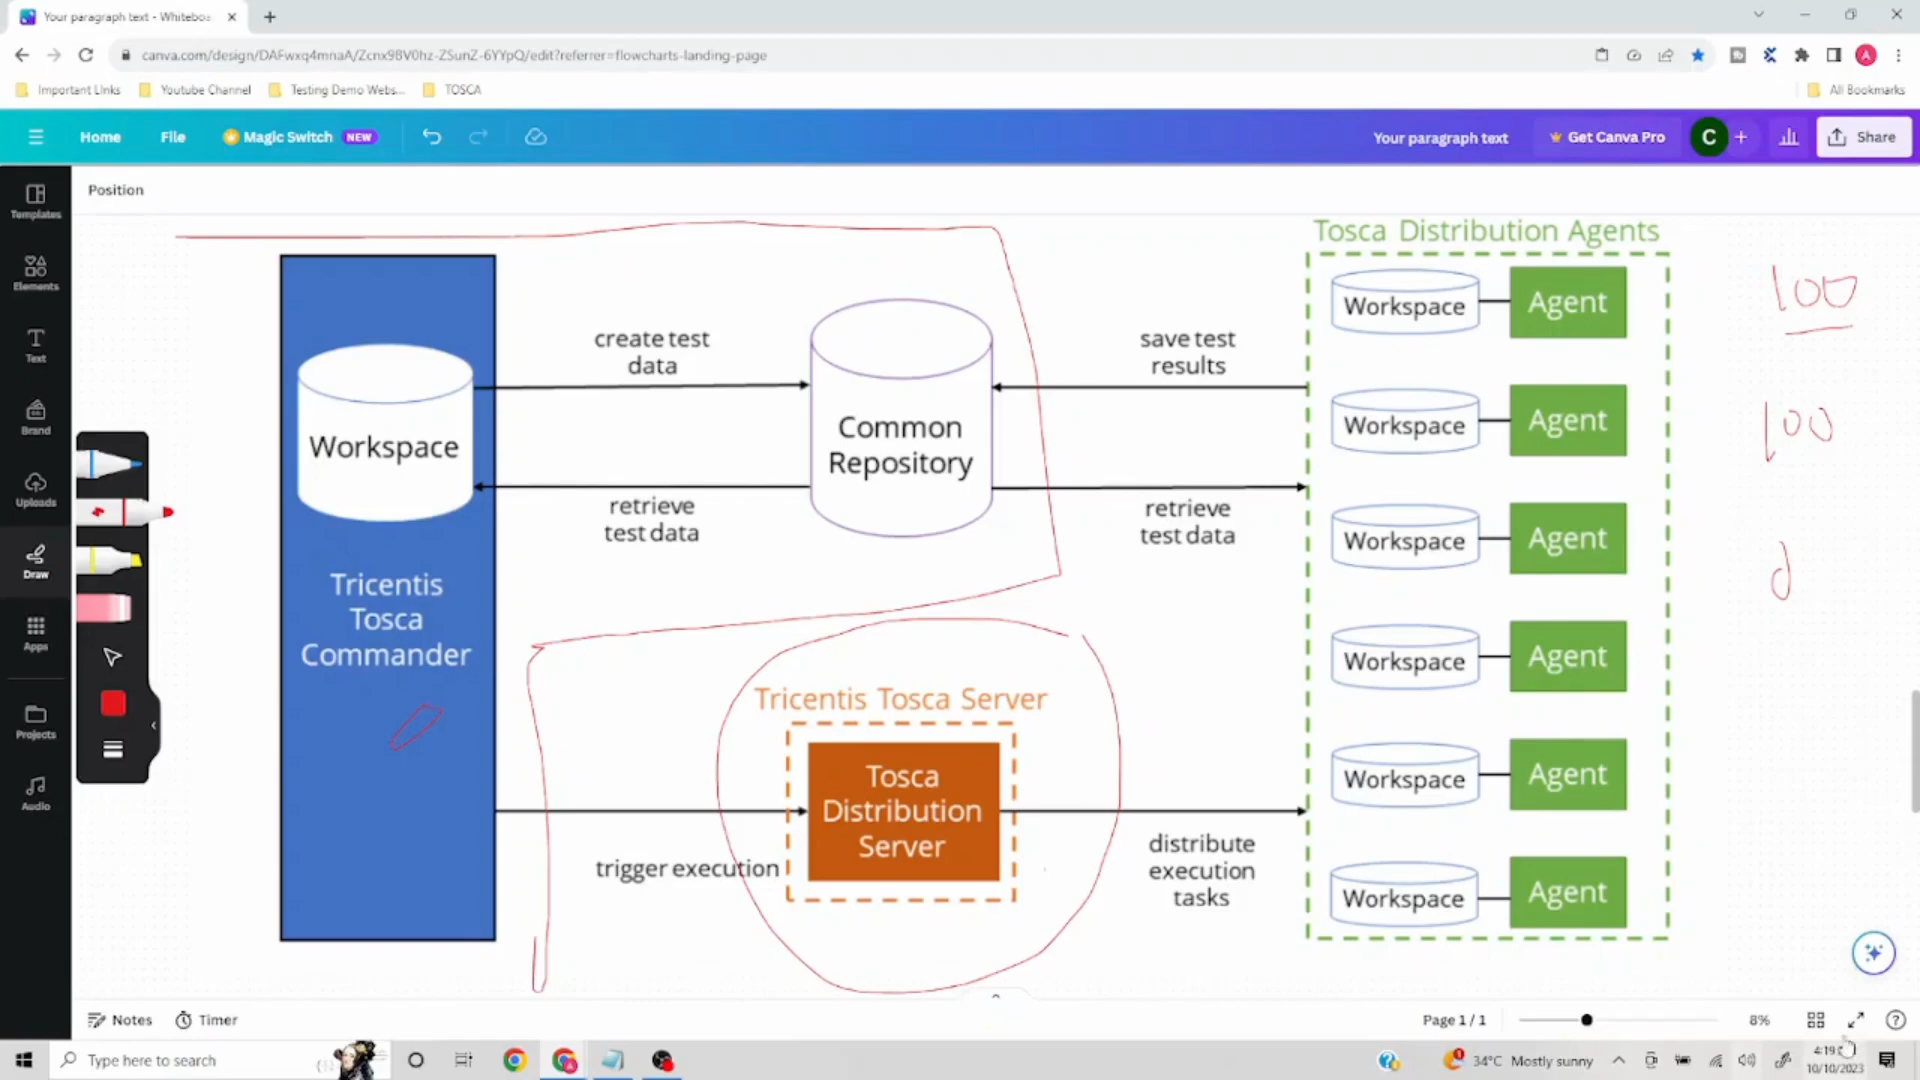 Your paragraph text - Whiteboa
canva.com/design/DAFwxq4mnaA/Zcnx9BV0hz-ZSunZ-6YYpQ/edit?referrer=flowcharts-landing-page
A
Important Links
Youtube Channel
Testing Demo Webs...
TOSCA
All Bookmarks
Home
File
Magic Switch NEW
Your paragraph text
Get Canva Pro
C
+
Share
Templates
Elements
Text
Brand
Uploads
Draw
Apps
Projects
Audio
Position
Workspace
Tricentis
Tosca
Commander
create test
data
retrieve
test data
Common
Repository
save test
results
retrieve
test data
trigger execution
Tricentis Tosca Server
Tosca
Distribution
Server
distribute
execution
tasks
Tosca Distribution Agents
Workspace
Agent
Workspace
Agent
Workspace
Agent
Workspace
Agent
Workspace
Agent
Workspace
Agent
100
100
Notes
Timer
Page 1 / 1
8%
Type here to search
34°C Mostly sunny
4:19
10/10/2023